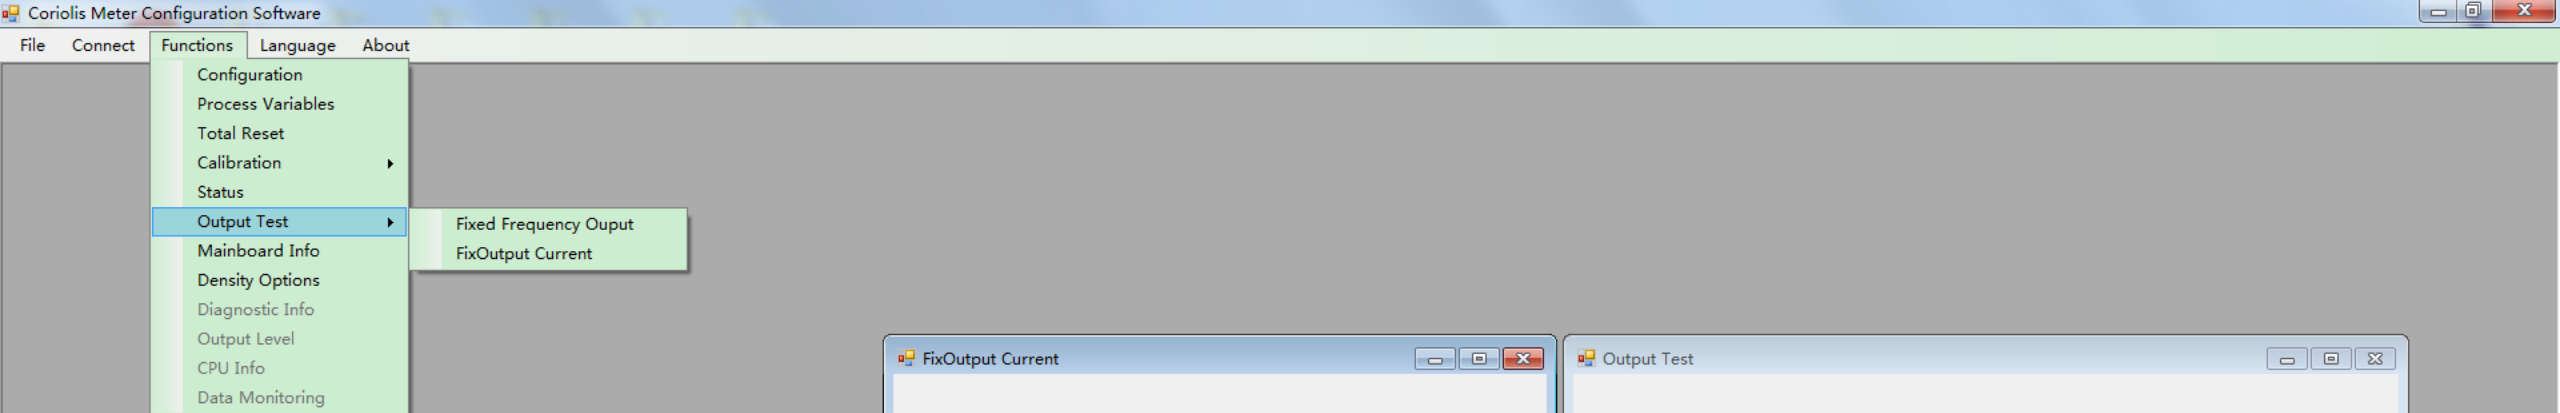 Coriolis Meter Configuration Software
File Connect Functions Language About
Configuration
Process Variables
Total Reset
Calibration
Status
Output Test
Mainboard Info
Density Options
Diagnostic Info
Output Level
CPU Info
Data Monitoring
Fixed Frequency Ouput
FixOutput Current
FixOutput Current
Output Test